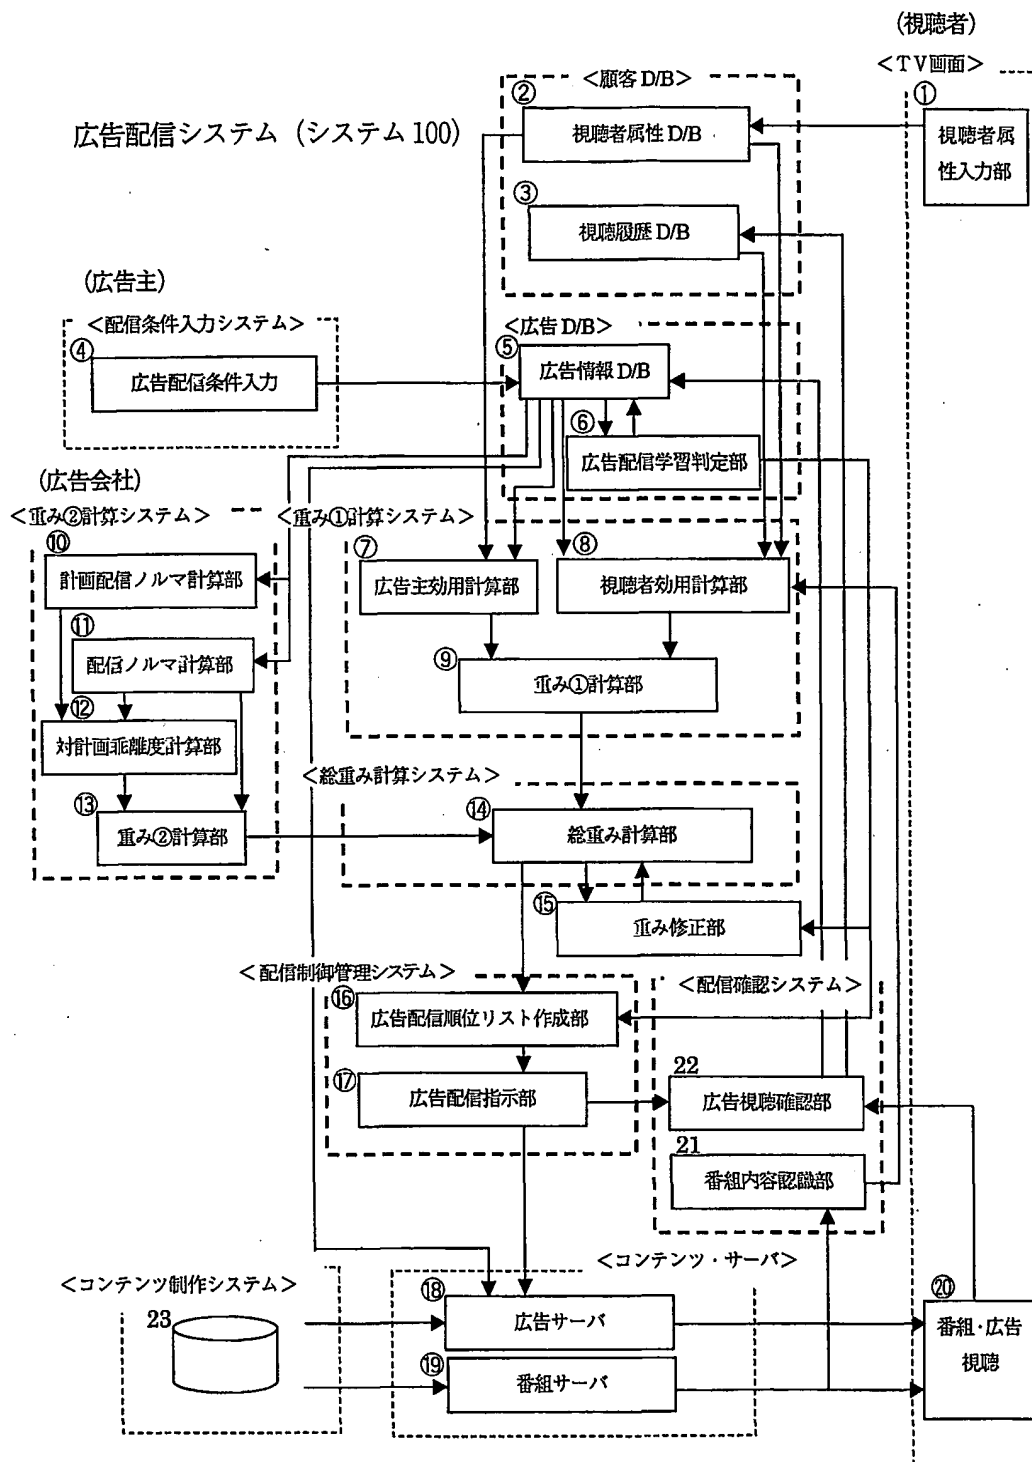 (視聴者)
<TV画面>
<顧客D/B>
①
②
視聴者属性D/B
広告配信システム (システム100)
視聴者属
性入力部
③
視聴履歴D/B
(広告主)
<配信条件入力システム>
<広告D/B>
④
広告配信条件入力
⑤
広告情報D/B
⑥
広告配信学習判定部
(広告会社)
<重み②計算システム>
<重み①計算システム>
⑩
計画配信ノルマ計算部
⑦
広告主効用計算部
⑧
視聴者効用計算部
⑪
配信ノルマ計算部
⑨
重み①計算部
⑫
対計画乖離度計算部
<総重み計算システム>
⑬
重み②計算部
⑭
総重み計算部
⑮
重み修正部
<配信制御管理システム>
<配信確認システム>
⑯
広告配信順位リスト作成部
⑰
広告配信指示部
22
広告視聴確認部
21
番組内容認識部
<コンテンツ・サーバ>
<コンテンツ制作システム>
23
⑱
広告サーバ
⑲
番組サーバ
⑳
番組・広告
視聴